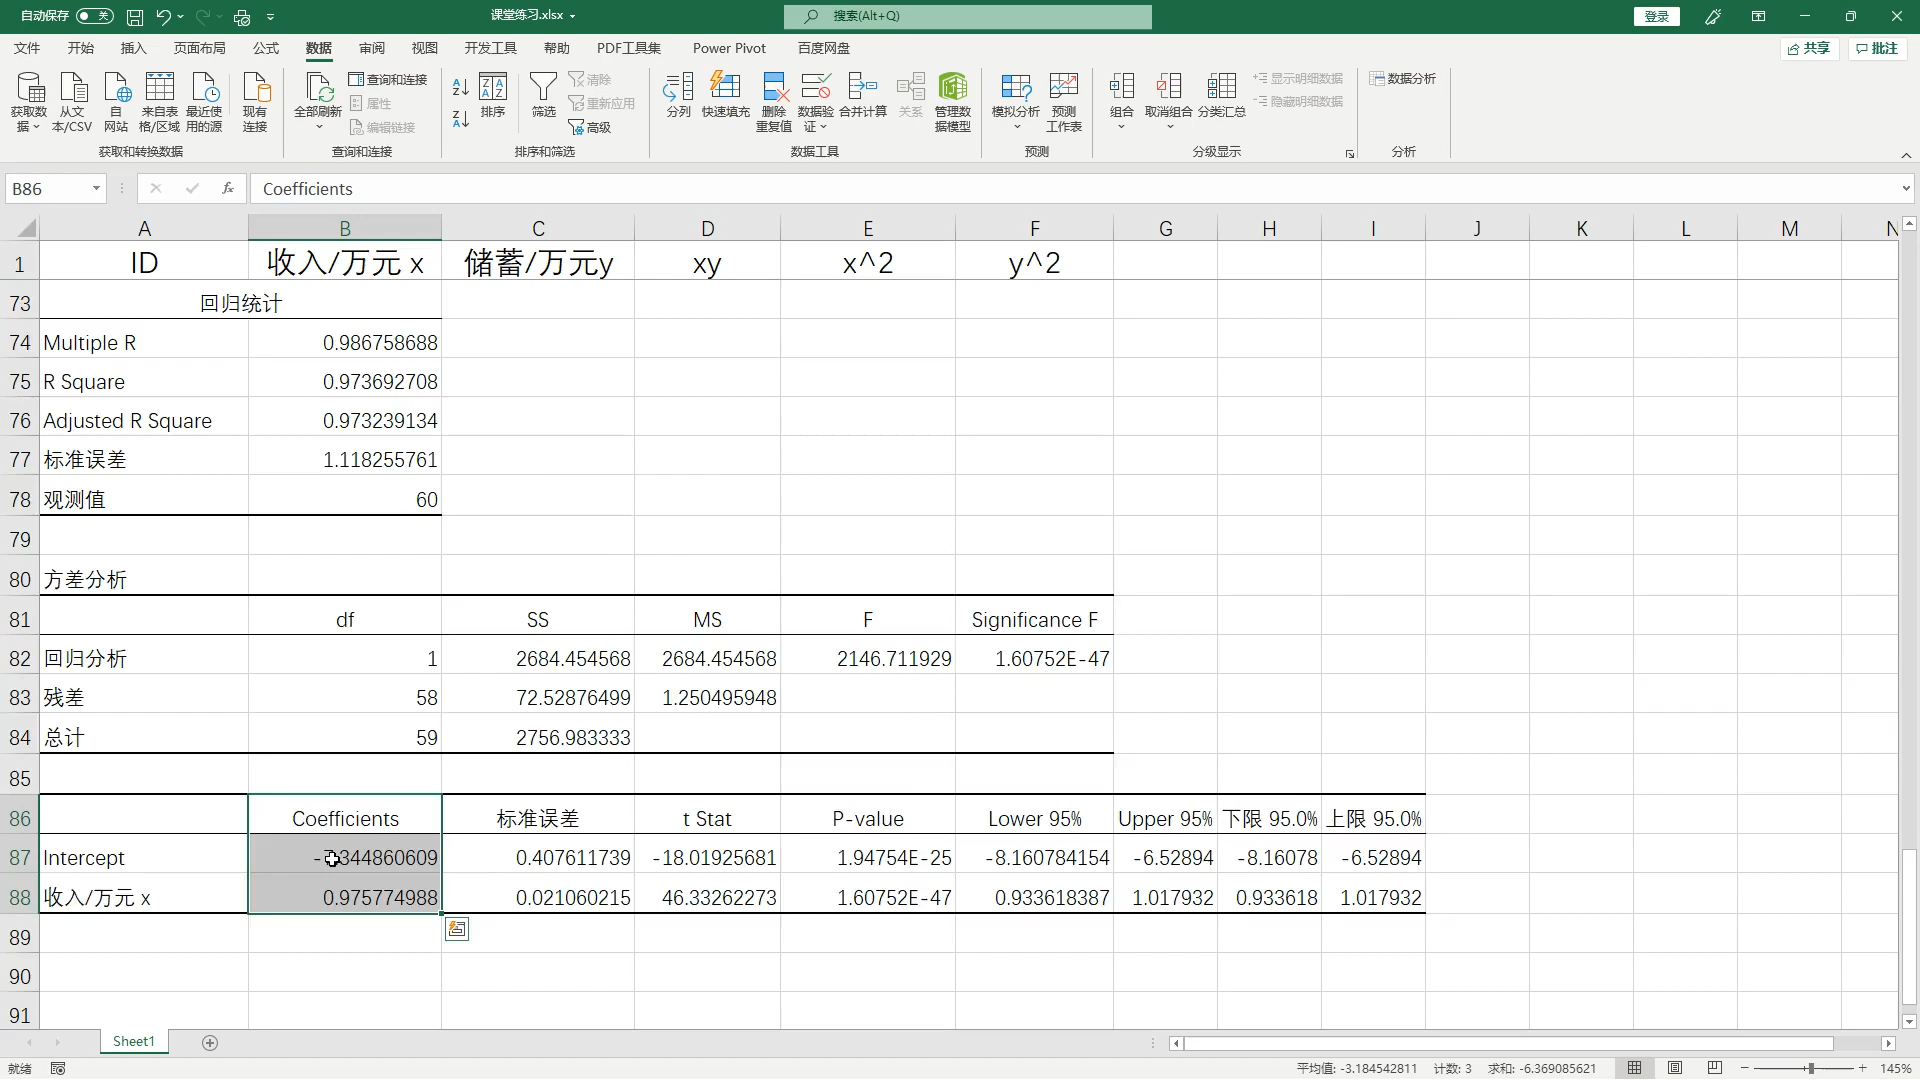 自动保存 关 课堂练习.xlsx 搜索(Alt+Q) 登录
文件 开始 插入 页面布局 公式 数据 审阅 视图 开发工具 帮助 PDF工具集 Power Pivot 百度网盘 共享 批注
获取数据 从文本/CSV 自网站 来自表格/区域 最近使用的源 现有连接
全部刷新 查询和连接 属性 编辑链接
排序 筛选 清除 重新应用 高级
分列 快速填充 删除重复值 数据验证 合并计算 关系 管理数据模型
模拟分析 预测工作表
组合 取消组合 分类汇总 显示明细数据 隐藏明细数据
数据分析
获取和转换数据 查询和连接 排序和筛选 数据工具 预测 分级显示 分析
B86 fx Coefficients
A B C D E F G H I J K L M N
1 ID 收入/万元 x 储蓄/万元y xy x^2 y^2
73 回归统计
74 Multiple R 0.986758688
75 R Square 0.973692708
76 Adjusted R Square 0.973239134
77 标准误差 1.118255761
78 观测值 60
79
80 方差分析
81 df SS MS F Significance F
82 回归分析 1 2684.454568 2684.454568 2146.711929 1.60752E-47
83 残差 58 72.52876499 1.250495948
84 总计 59 2756.983333
85
86 Coefficients 标准误差 t Stat P-value Lower 95% Upper 95% 下限 95.0% 上限 95.0%
87 Intercept 0.407611739 -18.01925681 1.94754E-25 -8.160784154 -6.52894 -8.16078 -6.52894
88 收入/万元 x 0.975774988 0.021060215 46.33262273 1.60752E-47 0.933618387 1.017932 0.933618 1.017932
89
90
91
Sheet1
就绪 平均值: -3.184542811 计数: 3 求和: -6.369085621 145%